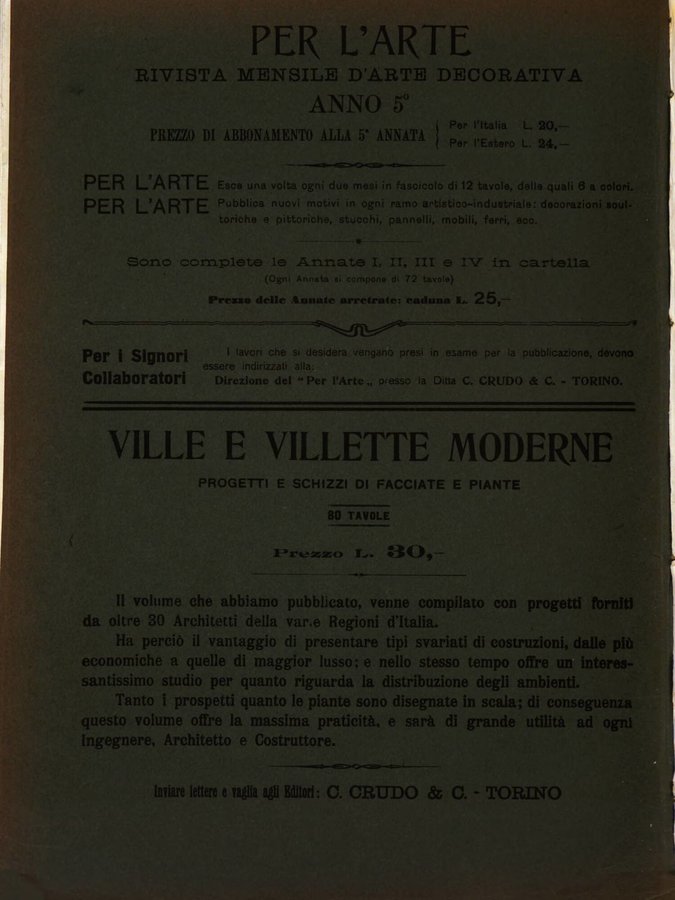 PER L'ARTE
RIVISTA MENSILE D'ARTE DECORATIVA
ANNO 5º
PREZZO DI ABBONAMENTO ALLA 5ª ANNATA
Per l'Italia L. 20,—
Per l'Estero L. 24,—
PER L'ARTE Esce una volta ogni due mesi in fascicolo di 12 tavole, delle quali 6 a colori.
PER L'ARTE Pubblica nuovi motivi in ogni ramo artistico-industriale: decorazioni scul-
toriche e pittoriche, stucchi, pannelli, mobili, ferri, ecc.
Sono complete le Annate I, II, III e IV in cartella
(Ogni Annata si compone di 72 tavole)
Prezzo delle Annate arretrate: caduna L. 25,—
Per i Signori
Collaboratori
I lavori che si desidera vengano presi in esame per la pubblicazione, devono
essere indirizzati alla:
Direzione del "Per l'Arte„ presso la Ditta C. CRUDO & C. - TORINO.
VILLE E VILLETTE MODERNE
PROGETTI E SCHIZZI DI FACCIATE E PIANTE
80 TAVOLE
Prezzo L. 30,—
Il volume che abbiamo pubblicato, venne compilato con progetti forniti
da oltre 30 Architetti della var.e Regioni d'Italia.
Ha perciò il vantaggio di presentare tipi svariati di costruzioni, dalle più
economiche a quelle di maggior lusso; e nello stesso tempo offre un interes-
santissimo studio per quanto riguarda la distribuzione degli ambienti.
Tanto i prospetti quanto le piante sono disegnate in scala; di conseguenza
questo volume offre la massima praticità, e sarà di grande utilità ad ogni
Ingegnere, Architetto e Costruttore.
Inviare lettere e vaglia agli Editori: C. CRUDO & C. - TORINO